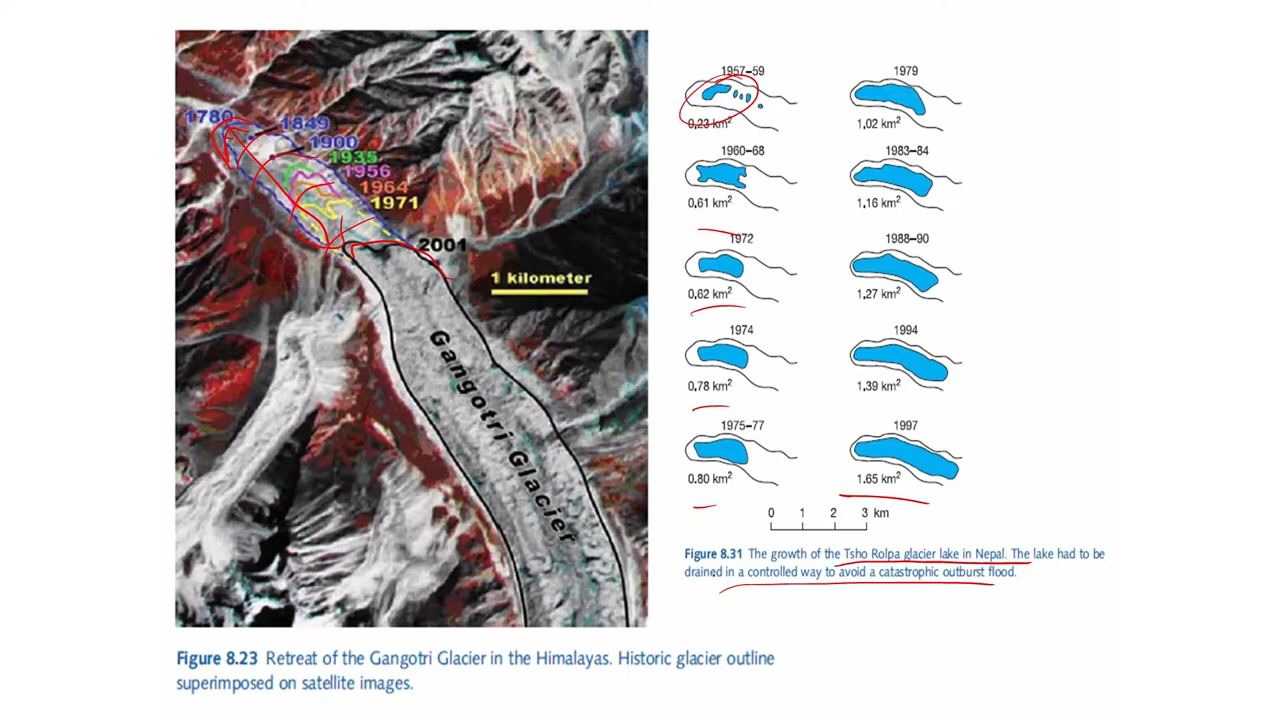 1780
1849
1900
1935
1956
1964
1971
2001
1 kilometer
Gangotri Glacier
Figure 8.23 Retreat of the Gangotri Glacier in the Himalayas. Historic glacier outline
superimposed on satellite images.
1957–59
0.23 km²
1960-68
0.61 km²
1972
0.62 km²
1974
0.78 km²
1975–77
0.80 km²
1979
1.02 km²
1983-84
1.16 km²
1988-90
1.27 km²
1994
1.39 km²
1997
1.65 km²
0 1 2 3 km
Figure 8.31 The growth of the Tsho Rolpa glacier lake in Nepal. The lake had to be
drained in a controlled way to avoid a catastrophic outburst flood.